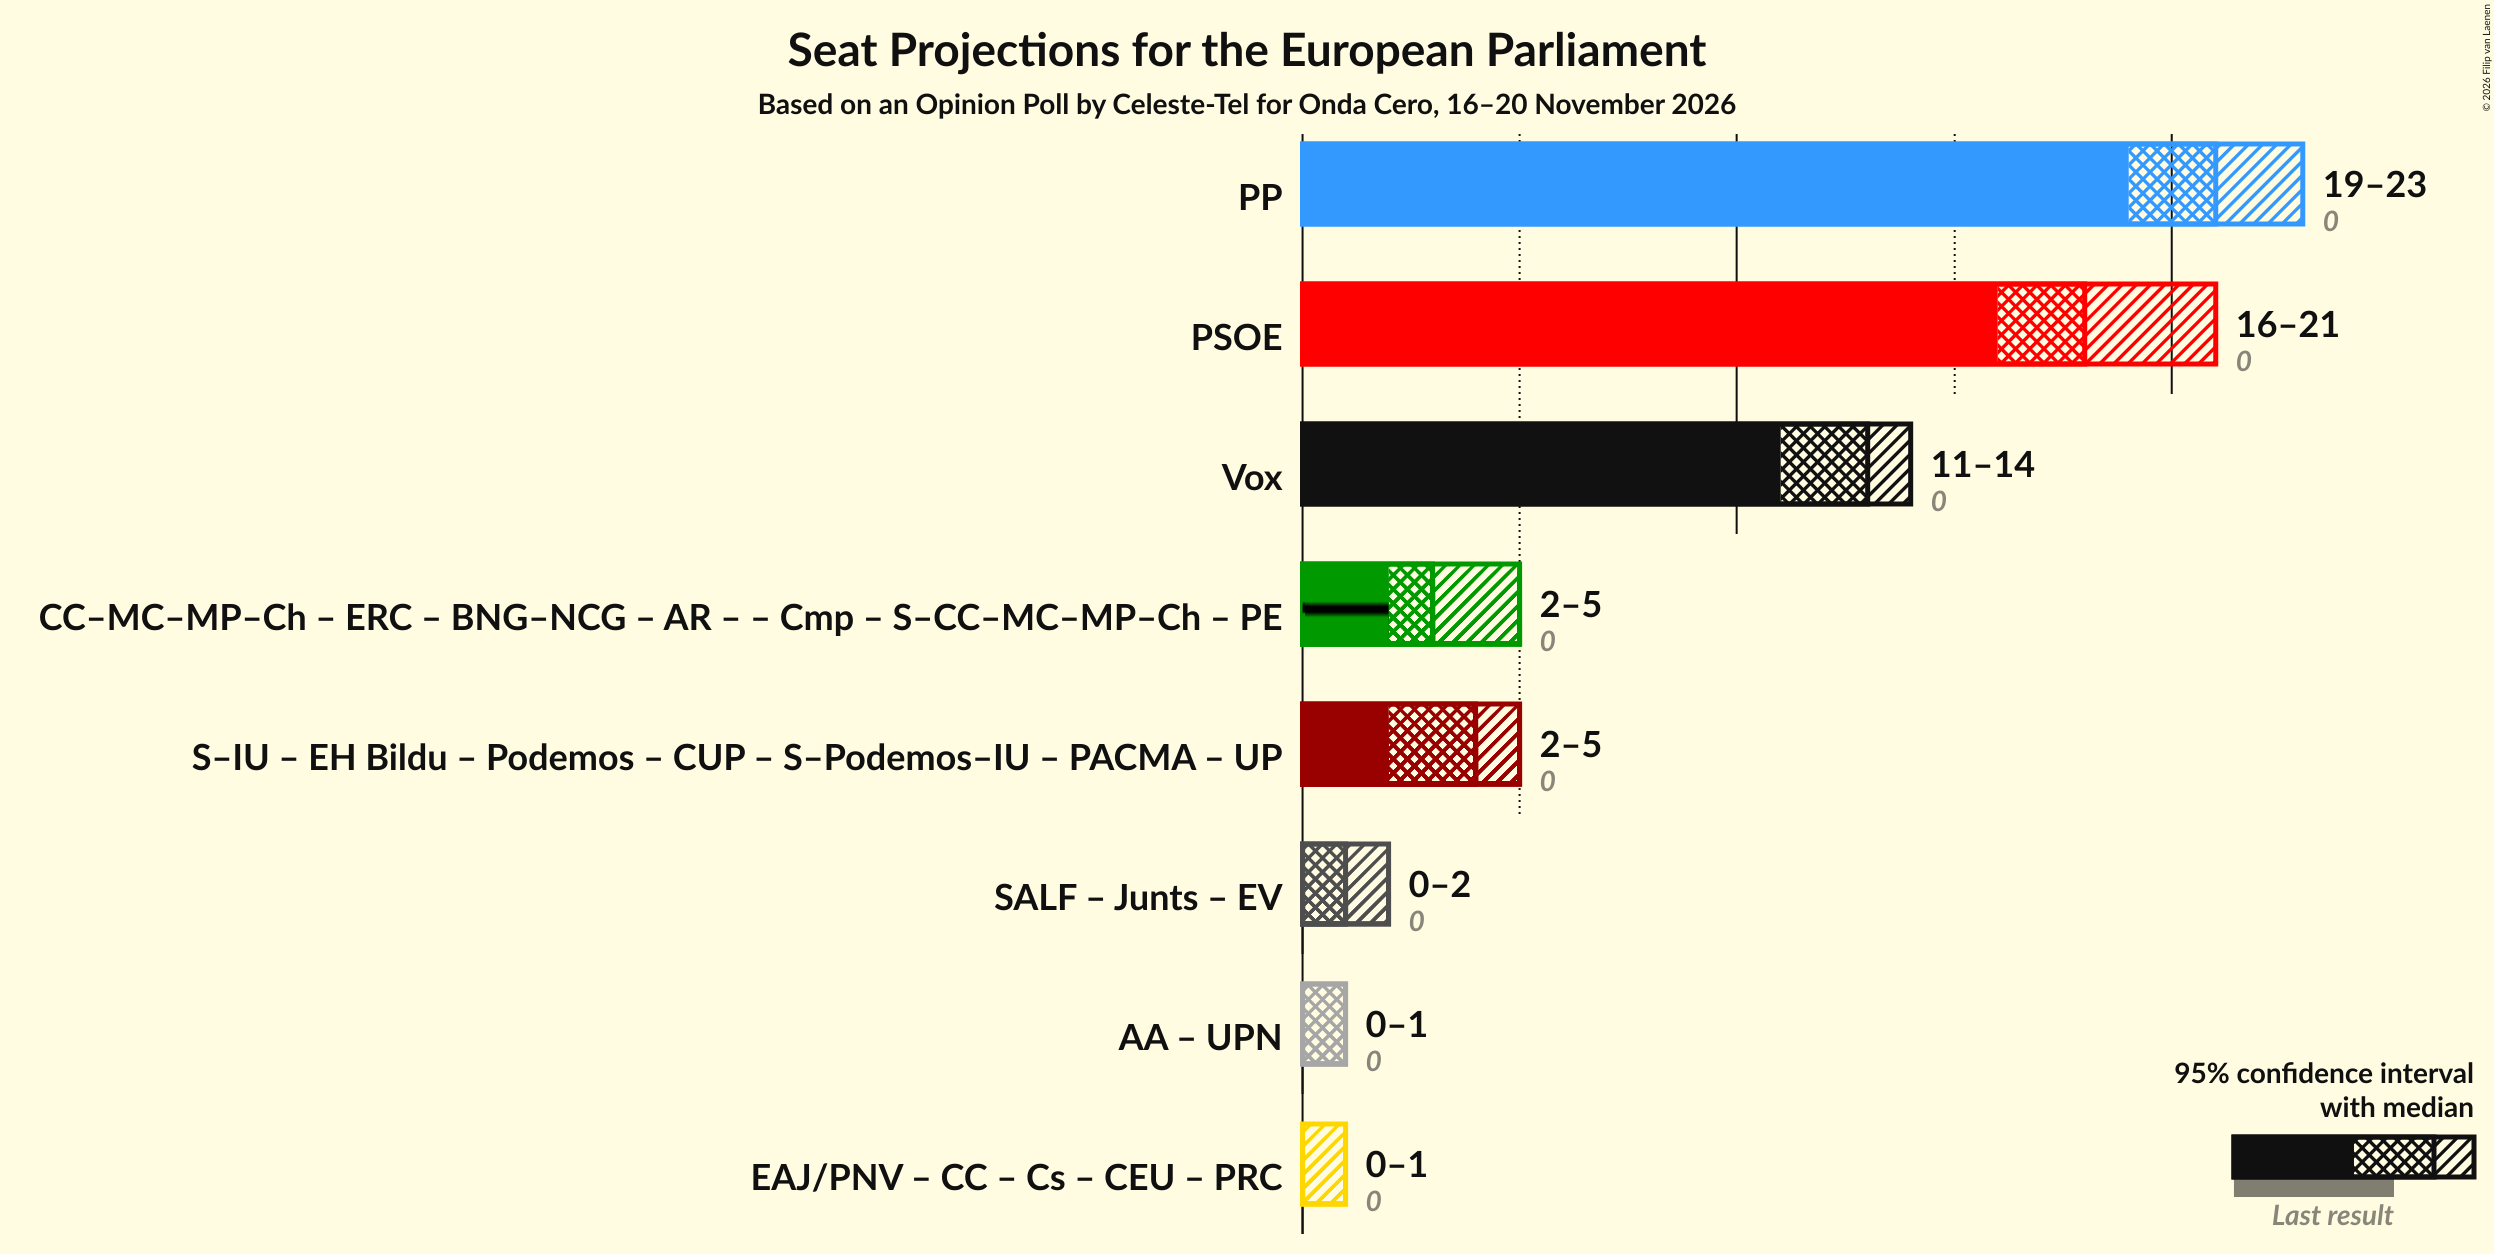 Seat Projections for the European Parliament
Based on an Opinion Poll by Celeste-Tel for Onda Cero, 16–20 November 2026
© 2026 Filip van Laenen
PP
19–23
0
PSOE
16–21
0
Vox
11–14
0
CC–MC–MP–Ch – ERC – BNG–NCG – AR – – Cmp – S–CC–MC–MP–Ch – PE
2–5
0
S–IU – EH Bildu – Podemos – CUP – S–Podemos–IU – PACMA – UP
2–5
0
SALF – Junts – EV
0–2
0
AA – UPN
0–1
0
EAJ/PNV – CC – Cs – CEU – PRC
0–1
0
95% confidence interval
with median
Last result